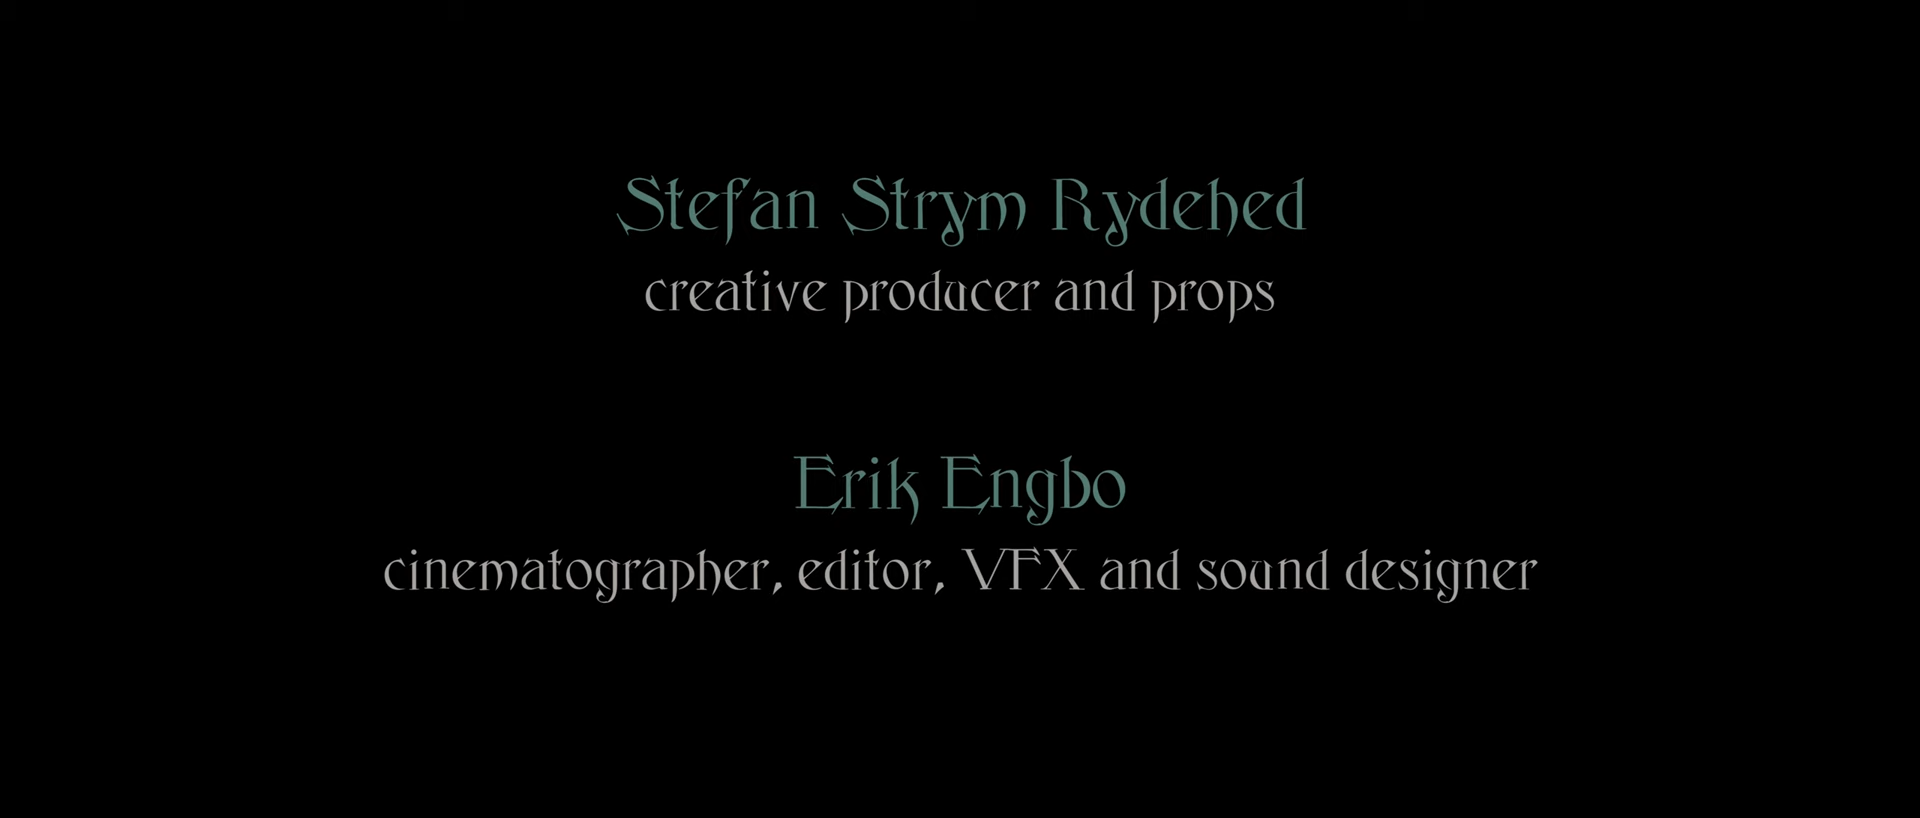 Stefan Strym Rydehed
creative producer and props
Erik Engbo
cinematographer, editor, VFX and sound designer